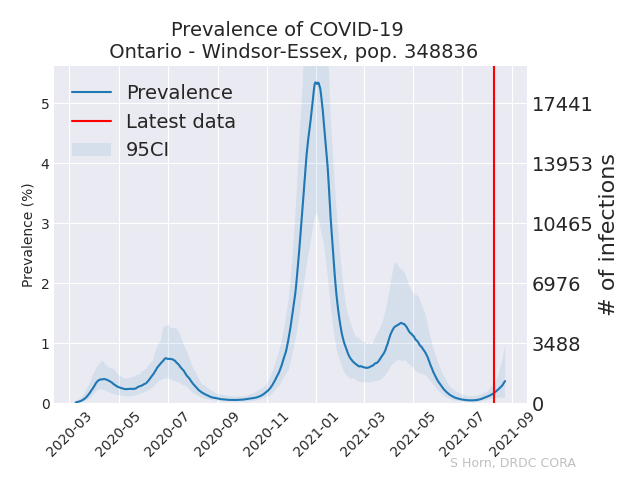 Prevalence of COVID-19
Ontario - Windsor-Essex, pop. 348836
Prevalence
Latest data
95CI
Prevalence (%)
5
4
3
2
1
0
17441
13953
10465
6976
3488
0
# of infections
2020-03
2020-05
2020-07
2020-09
2020-11
2021-01
2021-03
2021-05
2021-07
2021-09
S Horn, DRDC CORA